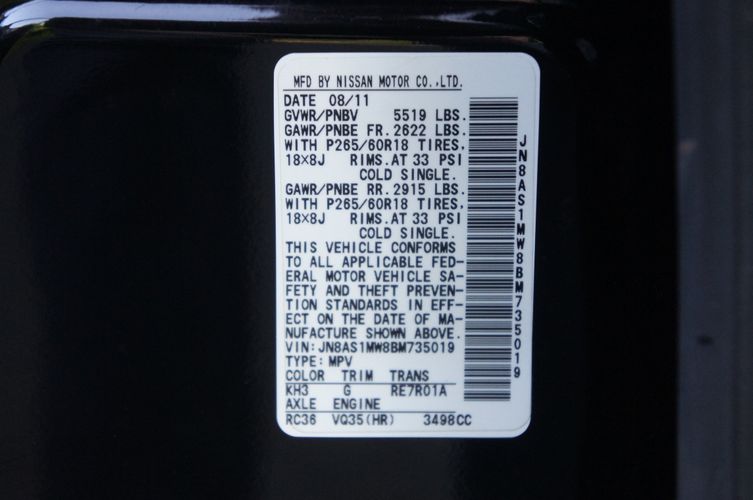 MFD BY NISSAN MOTOR CO.,LTD.
DATE 08/11
GVWR/PNBV 5519 LBS.
GAWR/PNBE FR. 2622 LBS.
WITH P265/60R18 TIRES,
18X8J RIMS.AT 33 PSI
COLD SINGLE.
GAWR/PNBE RR. 2915 LBS.
WITH P265/60R18 TIRES,
18X8J RIMS.AT 33 PSI
COLD SINGLE.
THIS VEHICLE CONFORMS
TO ALL APPLICABLE FED-
ERAL MOTOR VEHICLE SA-
FETY AND THEFT PREVEN-
TION STANDARDS IN EFF-
ECT ON THE DATE OF MA-
NUFACTURE SHOWN ABOVE.
VIN:JN8AS1MW8BM735019
TYPE:MPV
COLOR TRIM TRANS
KH3 G RE7R01A
AXLE ENGINE
RC36 VQ35(HR) 3498CC
JN8AS1MW8BM735019